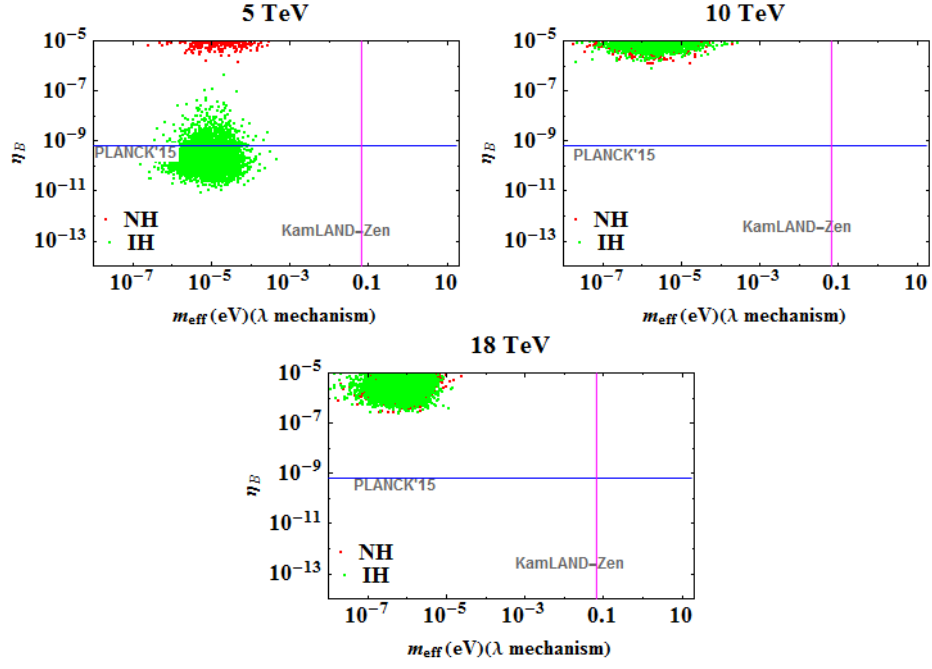 5 TeV
10⁻⁵
10⁻⁷
10⁻⁹
10⁻¹¹
10⁻¹³
η_B
PLANCK'15
NH
IH
KamLAND–Zen
10⁻⁷
10⁻⁵
10⁻³
0.1
10
m_eff (eV)(λ mechanism)
10 TeV
10⁻⁵
10⁻⁷
10⁻⁹
10⁻¹¹
10⁻¹³
η_B
PLANCK'15
NH
IH
KamLAND–Zen
10⁻⁷
10⁻⁵
10⁻³
0.1
10
m_eff (eV)(λ mechanism)
18 TeV
10⁻⁵
10⁻⁷
10⁻⁹
10⁻¹¹
10⁻¹³
η_B
PLANCK'15
NH
IH
KamLAND–Zen
10⁻⁷
10⁻⁵
10⁻³
0.1
10
m_eff (eV)(λ mechanism)